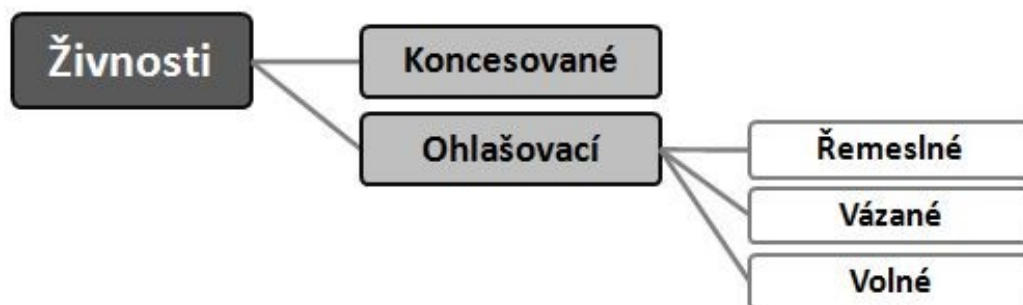 Živnosti
Koncesované
Ohlašovací
Řemeslné
Vázané
Volné